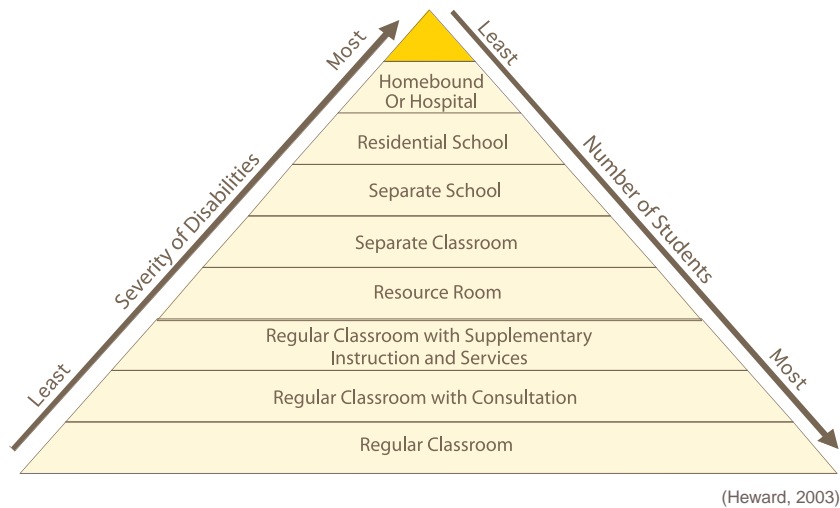 Most
Least
Homebound
Or Hospital
Residential School
Severity of Disabilities
Number of Students
Separate School
Separate Classroom
Resource Room
Regular Classroom with Supplementary
Instruction and Services
Least
Most
Regular Classroom with Consultation
Regular Classroom
(Heward, 2003)